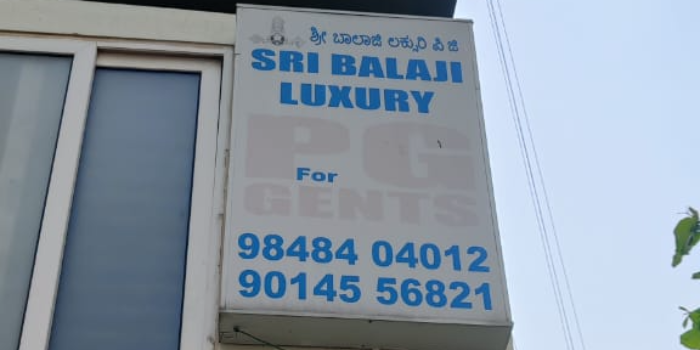 ಶ್ರೀ ಬಾಲಾಜಿ ಲಕ್ಸುರಿ ಪಿ ಜಿ
SRI BALAJI
LUXURY
PG
For
GENTS
98484 04012
90145 56821